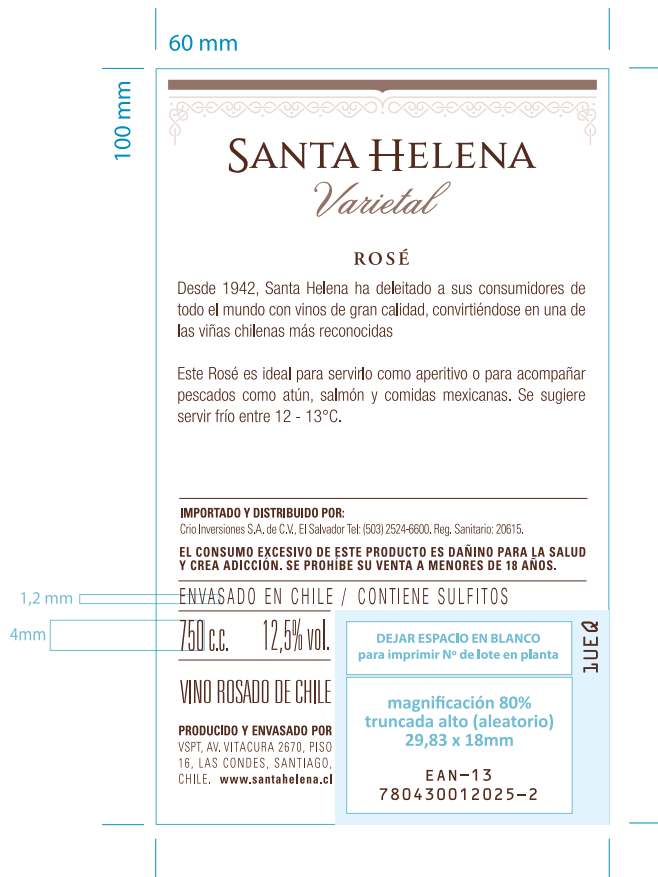 60 mm
100 mm
SANTA HELENA
Varietal
ROSÉ
Desde 1942, Santa Helena ha deleitado a sus consumidores de
todo el mundo con vinos de gran calidad, convirtiéndose en una de
las viñas chilenas más reconocidas
Este Rosé es ideal para servirlo como aperitivo o para acompañar
pescados como atún, salmón y comidas mexicanas. Se sugiere
servir frío entre 12 - 13°C.
IMPORTADO Y DISTRIBUIDO POR:
Crio Inversiones S.A. de C.V., El Salvador Tel: (503) 2524-6600. Reg. Sanitario: 20615.
EL CONSUMO EXCESIVO DE ESTE PRODUCTO ES DAÑINO PARA LA SALUD
Y CREA ADICCIÓN. SE PROHÍBE SU VENTA A MENORES DE 18 AÑOS.
1,2 mm
ENVASADO EN CHILE / CONTIENE SULFITOS
4mm
750 c.c. 12,5% vol.
VINO ROSADO DE CHILE
PRODUCIDO Y ENVASADO POR
VSPT, AV. VITACURA 2670, PISO
16, LAS CONDES, SANTIAGO,
CHILE. www.santahelena.cl
DEJAR ESPACIO EN BLANCO
para imprimir Nº de lote en planta
1UEQ
magnificación 80%
truncada alto (aleatorio)
29,83 x 18mm
EAN-13
780430012025-2